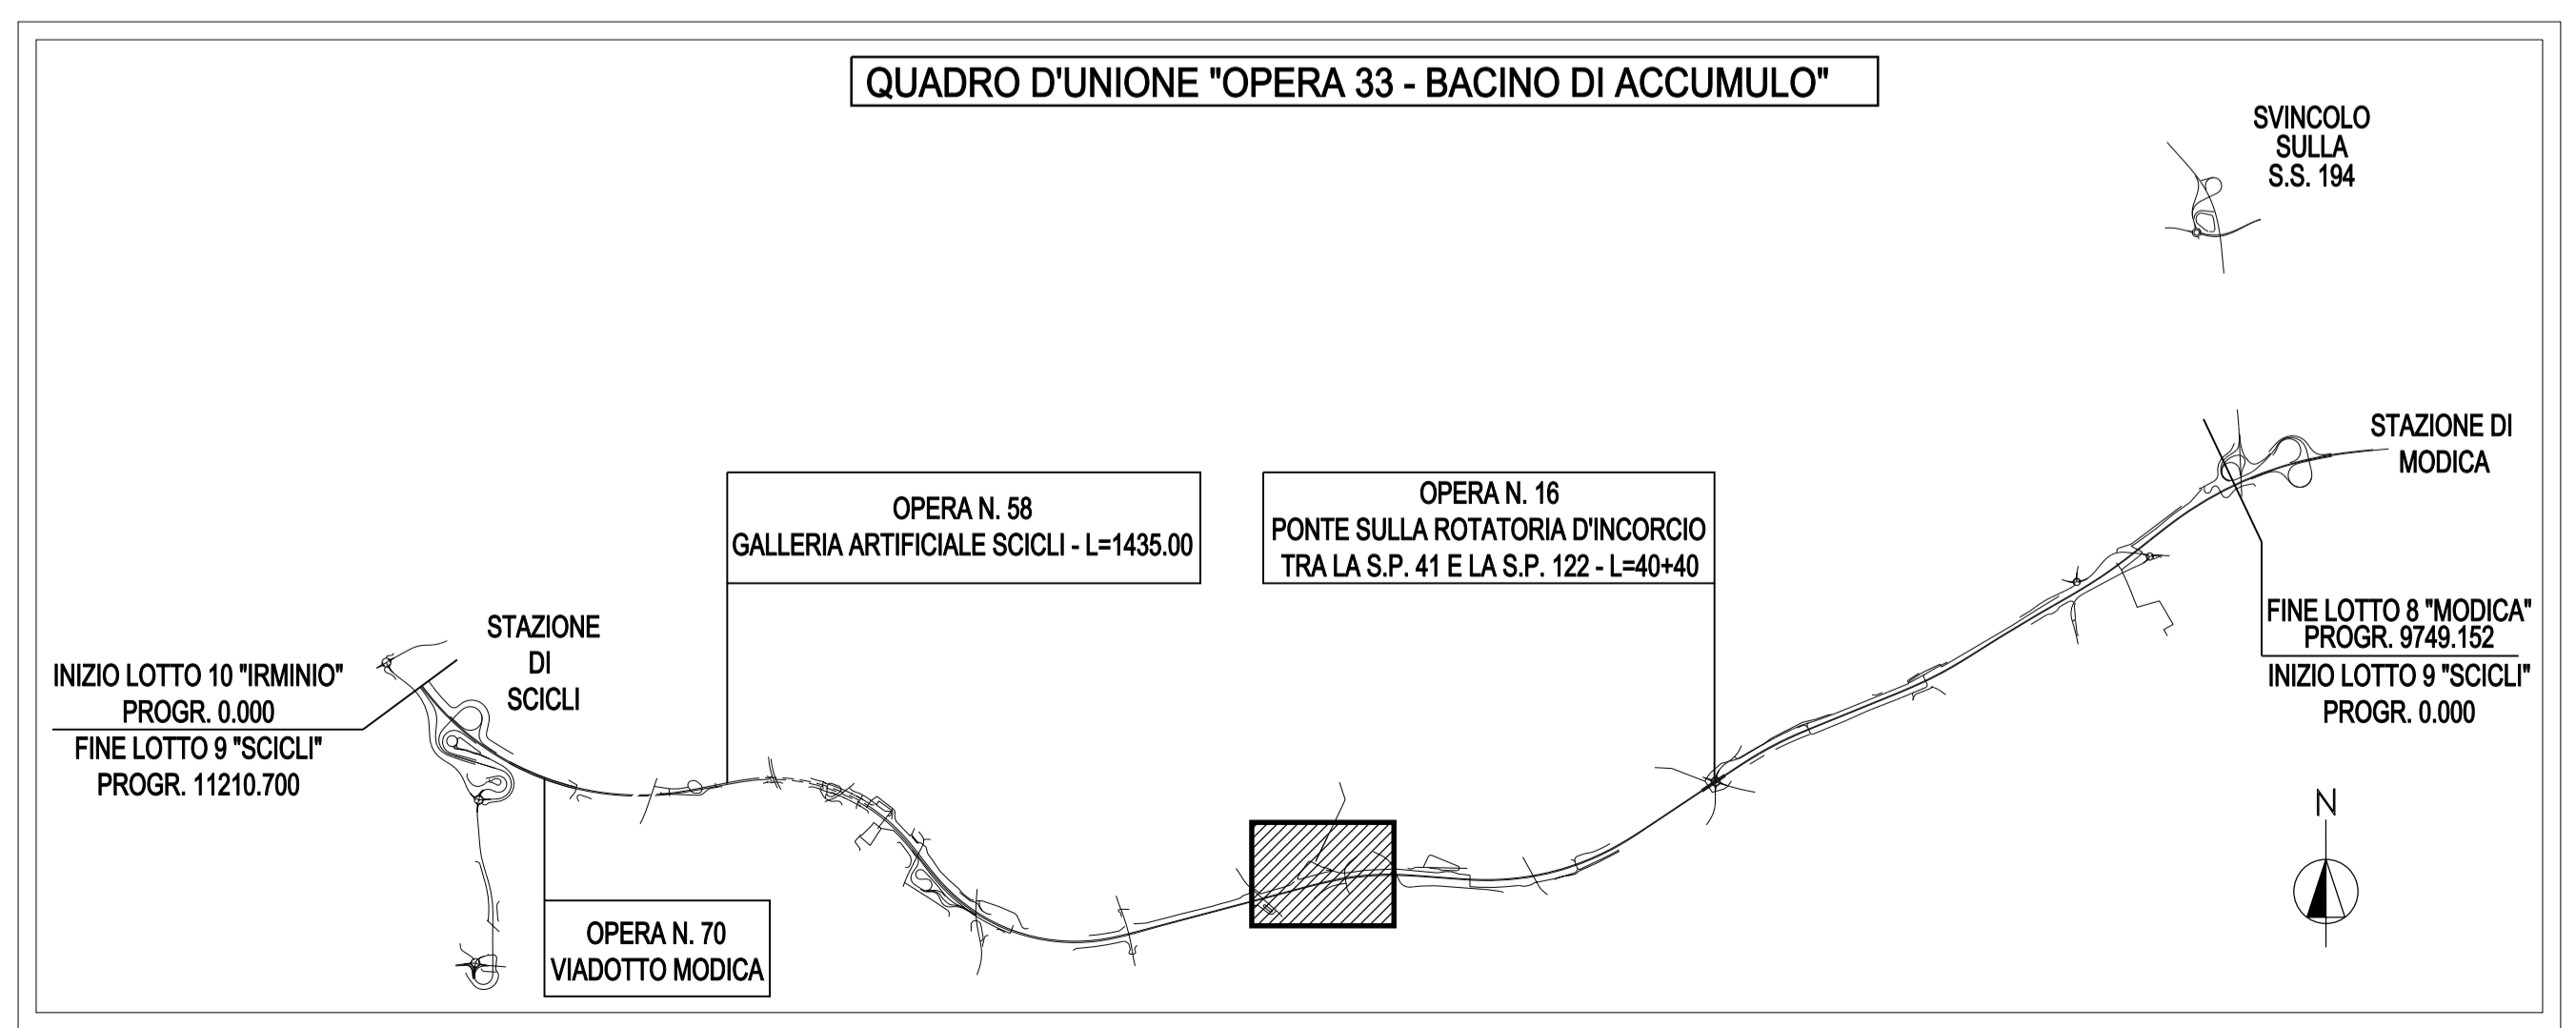 QUADRO D'UNIONE "OPERA 33 - BACINO DI ACCUMULO"
SVINCOLO
SULLA
S.S. 194
STAZIONE DI
MODICA
OPERA N. 58
GALLERIA ARTIFICIALE SCICLI - L=1435.00
OPERA N. 16
PONTE SULLA ROTATORIA D'INCORCIO
TRA LA S.P. 41 E LA S.P. 122 - L=40+40
FINE LOTTO 8 "MODICA"
PROGR. 9749.152
INIZIO LOTTO 9 "SCICLI"
PROGR. 0.000
STAZIONE
DI
SCICLI
INIZIO LOTTO 10 "IRMINIO"
PROGR. 0.000
FINE LOTTO 9 "SCICLI"
PROGR. 11210.700
N
OPERA N. 70
VIADOTTO MODICA